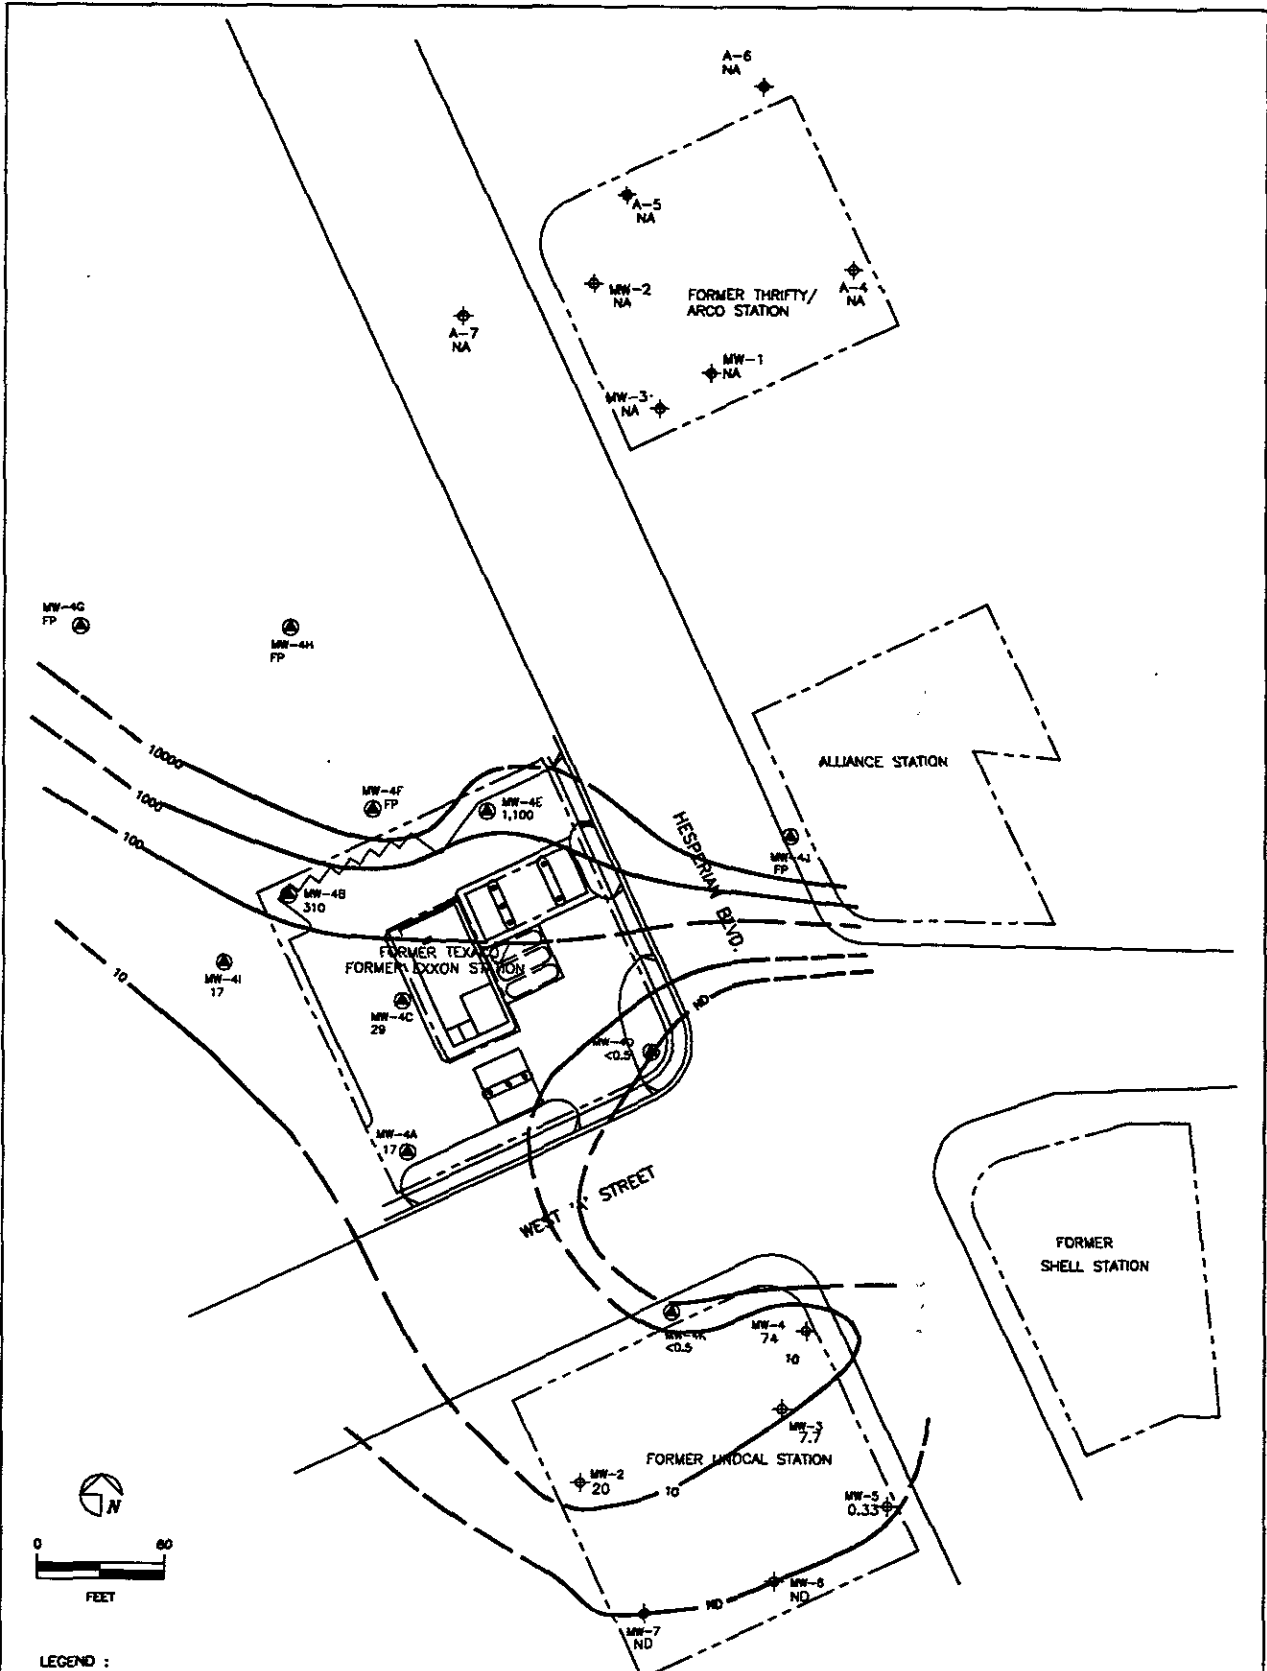 A-6
NA
A-5
NA
MW-2
NA
FORMER THRIFTY/
ARCO STATION
A-4
NA
A-7
NA
MW-1
NA
MW-3
NA
MW-4G
FP
MW-4H
FP
10000
1000
100
10
MW-4F
FP
MW-4E
1,100
ALLIANCE STATION
HESPERIAN BLVD.
MW-4J
FP
MW-4B
310
FORMER TEXACO/
FORMER EXXON STATION
MW-4I
17
MW-4C
29
ND
MW-4D
<0.5
MW-4A
17
WEST 'A' STREET
FORMER
SHELL STATION
MW-4K
<0.5
MW-4
74
10
MW-3
7.7
FORMER UNOCAL STATION
MW-2
20
10
MW-5
0.33
MW-6
ND
ND
MW-7
ND
N
0 60
FEET
LEGEND :